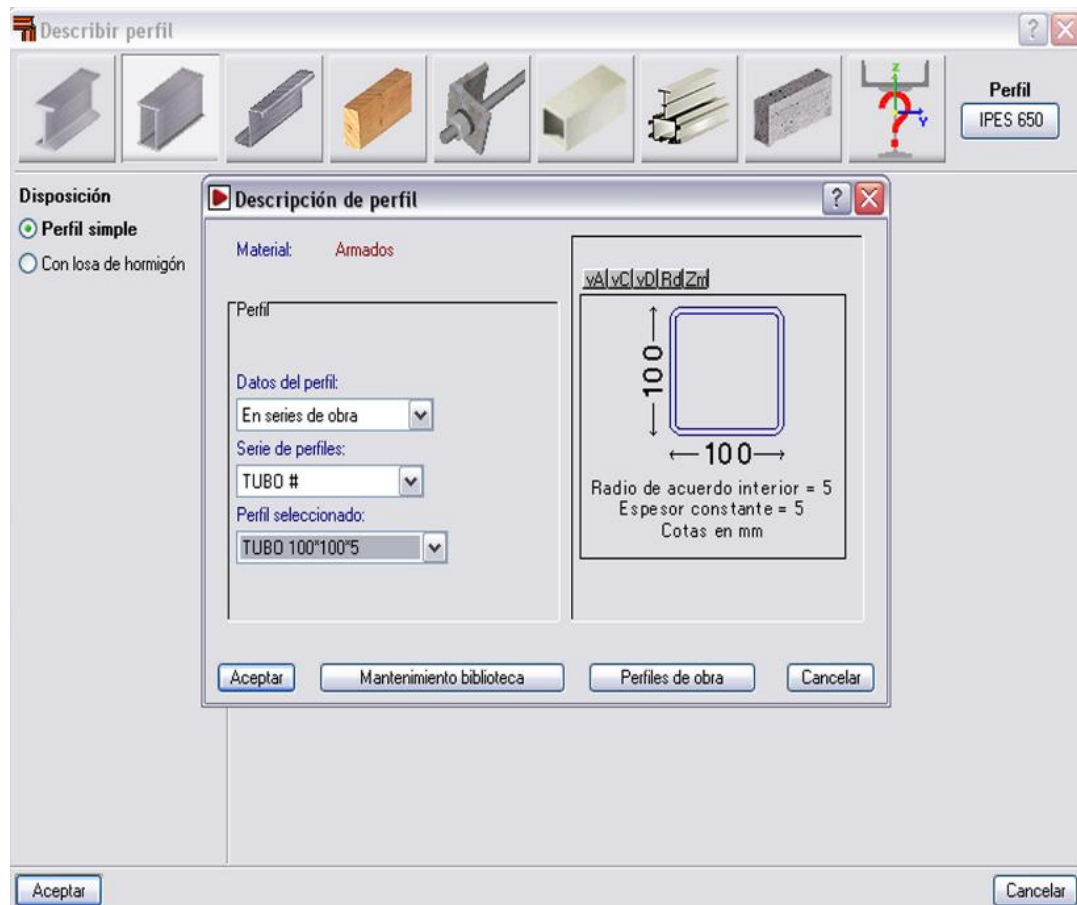 Describir perfil
Perfil
IPES 650
z
Y
Disposición
Perfil simple
Con losa de hormigón
Descripción de perfil
Material: Armados
Perfil
Datos del perfil:
En series de obra
Serie de perfiles:
TUBO #
Perfil seleccionado:
TUBO 100*100*5
vA vC vD Rd Zm
100
100
Radio de acuerdo interior = 5
Espesor constante = 5
Cotas en mm
Aceptar
Mantenimiento biblioteca
Perfiles de obra
Cancelar
Aceptar
Cancelar